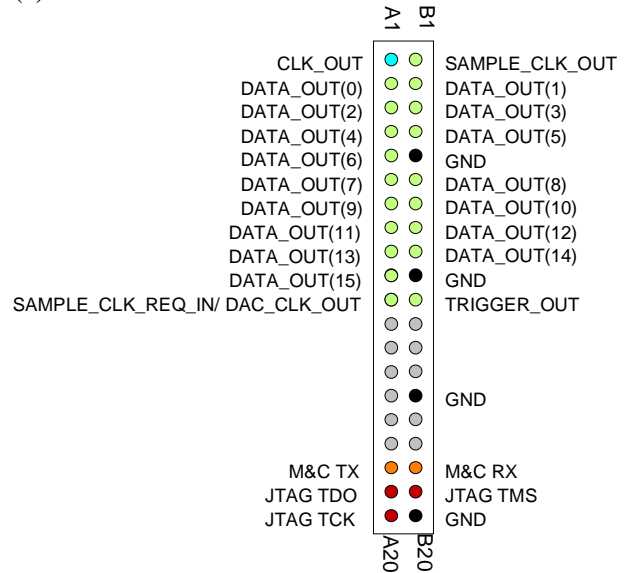 A1 B1
CLK_OUT SAMPLE_CLK_OUT
DATA_OUT(0) DATA_OUT(1)
DATA_OUT(2) DATA_OUT(3)
DATA_OUT(4) DATA_OUT(5)
DATA_OUT(6) GND
DATA_OUT(7) DATA_OUT(8)
DATA_OUT(9) DATA_OUT(10)
DATA_OUT(11) DATA_OUT(12)
DATA_OUT(13) DATA_OUT(14)
DATA_OUT(15) GND
SAMPLE_CLK_REQ_IN/ DAC_CLK_OUT TRIGGER_OUT
GND
M&C TX M&C RX
JTAG TDO JTAG TMS
JTAG TCK GND
A20 B20